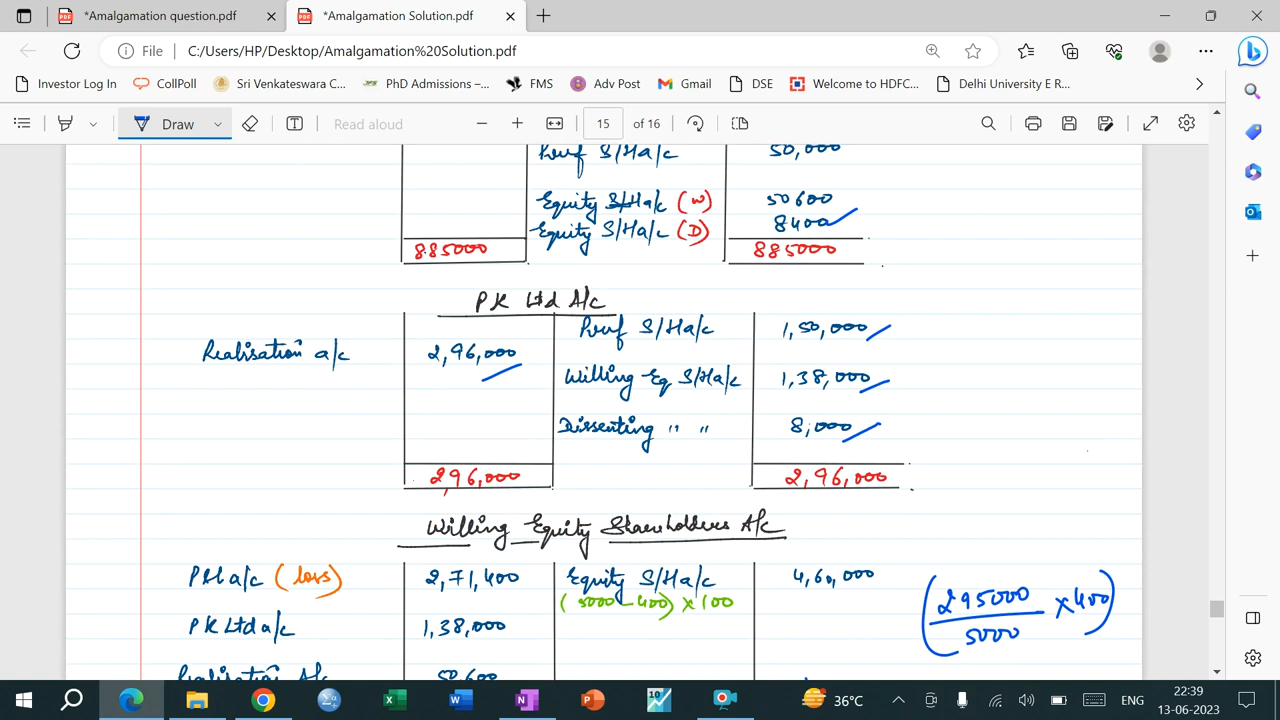 *Amalgamation question.pdf
*Amalgamation Solution.pdf
File C:/Users/HP/Desktop/Amalgamation%20Solution.pdf
Investor Log In CollPoll Sri Venkateswara C... PhD Admissions –... FMS Adv Post Gmail DSE Welcome to HDFC... Delhi University E R...
Draw Read aloud 15 of 16
S/H a/c 50,000
Equity S/H a/c (W) 50600
Equity S/H a/c (D) 8400
885000 885000
PK Ltd A/c
S/H a/c 1,50,000
Realisation a/c 2,96,000
Willing Eq S/H a/c 1,38,000
Dissenting " " 8,000
2,96,000 2,96,000
Willing Equity Shareholders A/c
a/c (loss) 2,71,400 Equity S/H a/c 4,60,000
(5000 - 400) x 100
(295000/5000 x 400)
PK Ltd a/c 1,38,000
Realisation A/c 50,600
36°C ENG 22:39
13-06-2023